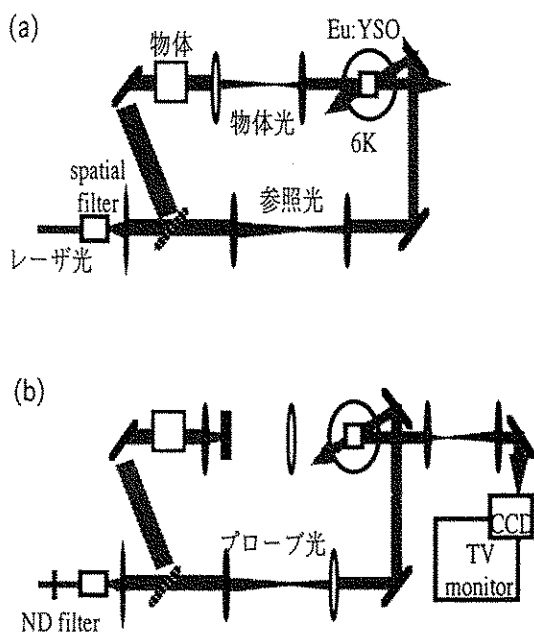 (a)
物体
Eu:YSO
物体光
6K
spatial
filter
参照光
レーザ光
(b)
プローブ光
CCD
TV
monitor
ND filter